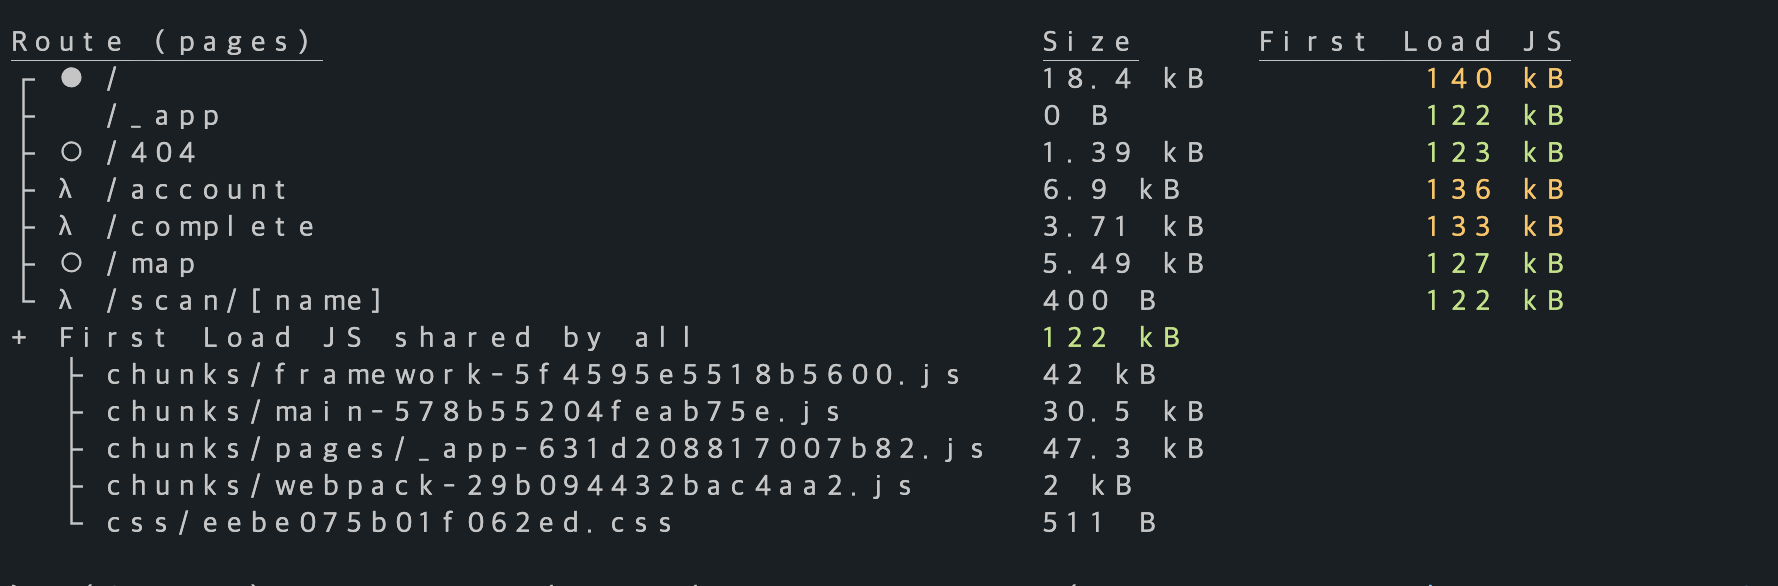 Route (pages) Size First Load JS
┌ ● / 18.4 kB 140 kB
├ /_app 0 B 122 kB
├ ○ /404 1.39 kB 123 kB
├ λ /account 6.9 kB 136 kB
├ λ /complete 3.71 kB 133 kB
├ ○ /map 5.49 kB 127 kB
└ λ /scan/[name] 400 B 122 kB
+ First Load JS shared by all 122 kB
├ chunks/framework-5f4595e5518b5600.js 42 kB
├ chunks/main-578b55204feab75e.js 30.5 kB
├ chunks/pages/_app-631d208817007b82.js 47.3 kB
├ chunks/webpack-29b094432bac4aa2.js 2 kB
└ css/eebe075b01f062ed.css 511 B